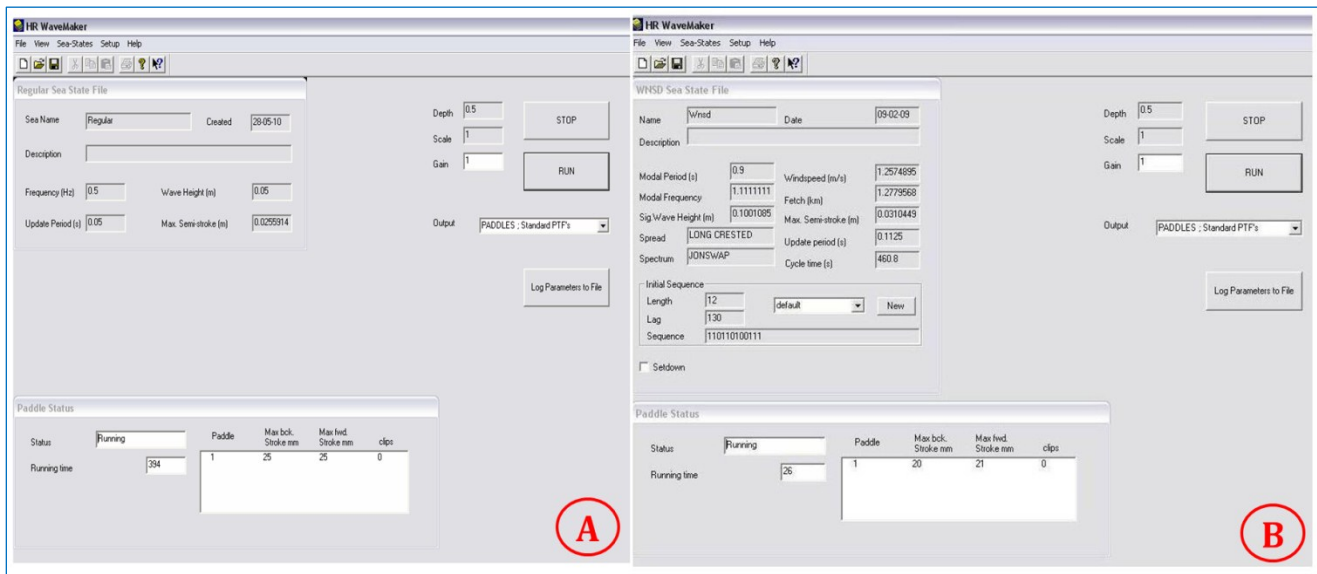 HR WaveMaker
File View Sea-States Setup Help
Regular Sea State File
Sea Name Regular Created 28-05-10
Description
Frequency (Hz) 0.5 Wave Height (m) 0.05
Update Period (s) 0.05 Max. Semi-stroke (m) 0.0255914
Depth 0.5
Scale 1
Gain 1
STOP
RUN
Output PADDLES ; Standard PTF's
Log Parameters to File
Paddle Status
Status Running
Running time 394
Paddle Max bck. Stroke mm Max fwd. Stroke mm clips
1 25 25 0
A
HR WaveMaker
File View Sea-States Setup Help
WNSD Sea State File
Name Wnsd Date 09-02-09
Description
Modal Period (s) 0.9 Windspeed (m/s) 1.2574895
Modal Frequency 1.1111111 Fetch (km) 1.2779568
Sig.Wave Height (m) 0.1001085 Max. Semi-stroke (m) 0.0310449
Spread LONG CRESTED Update period (s) 0.1125
Spectrum JONSWAP Cycle time (s) 460.8
Initial Sequence
Length 12 default New
Lag 130
Sequence 110110100111
Setdown
Depth 0.5
Scale 1
Gain 1
STOP
RUN
Output PADDLES ; Standard PTF's
Log Parameters to File
Paddle Status
Status Running
Running time 26
Paddle Max bck. Stroke mm Max fwd. Stroke mm clips
1 20 21 0
B